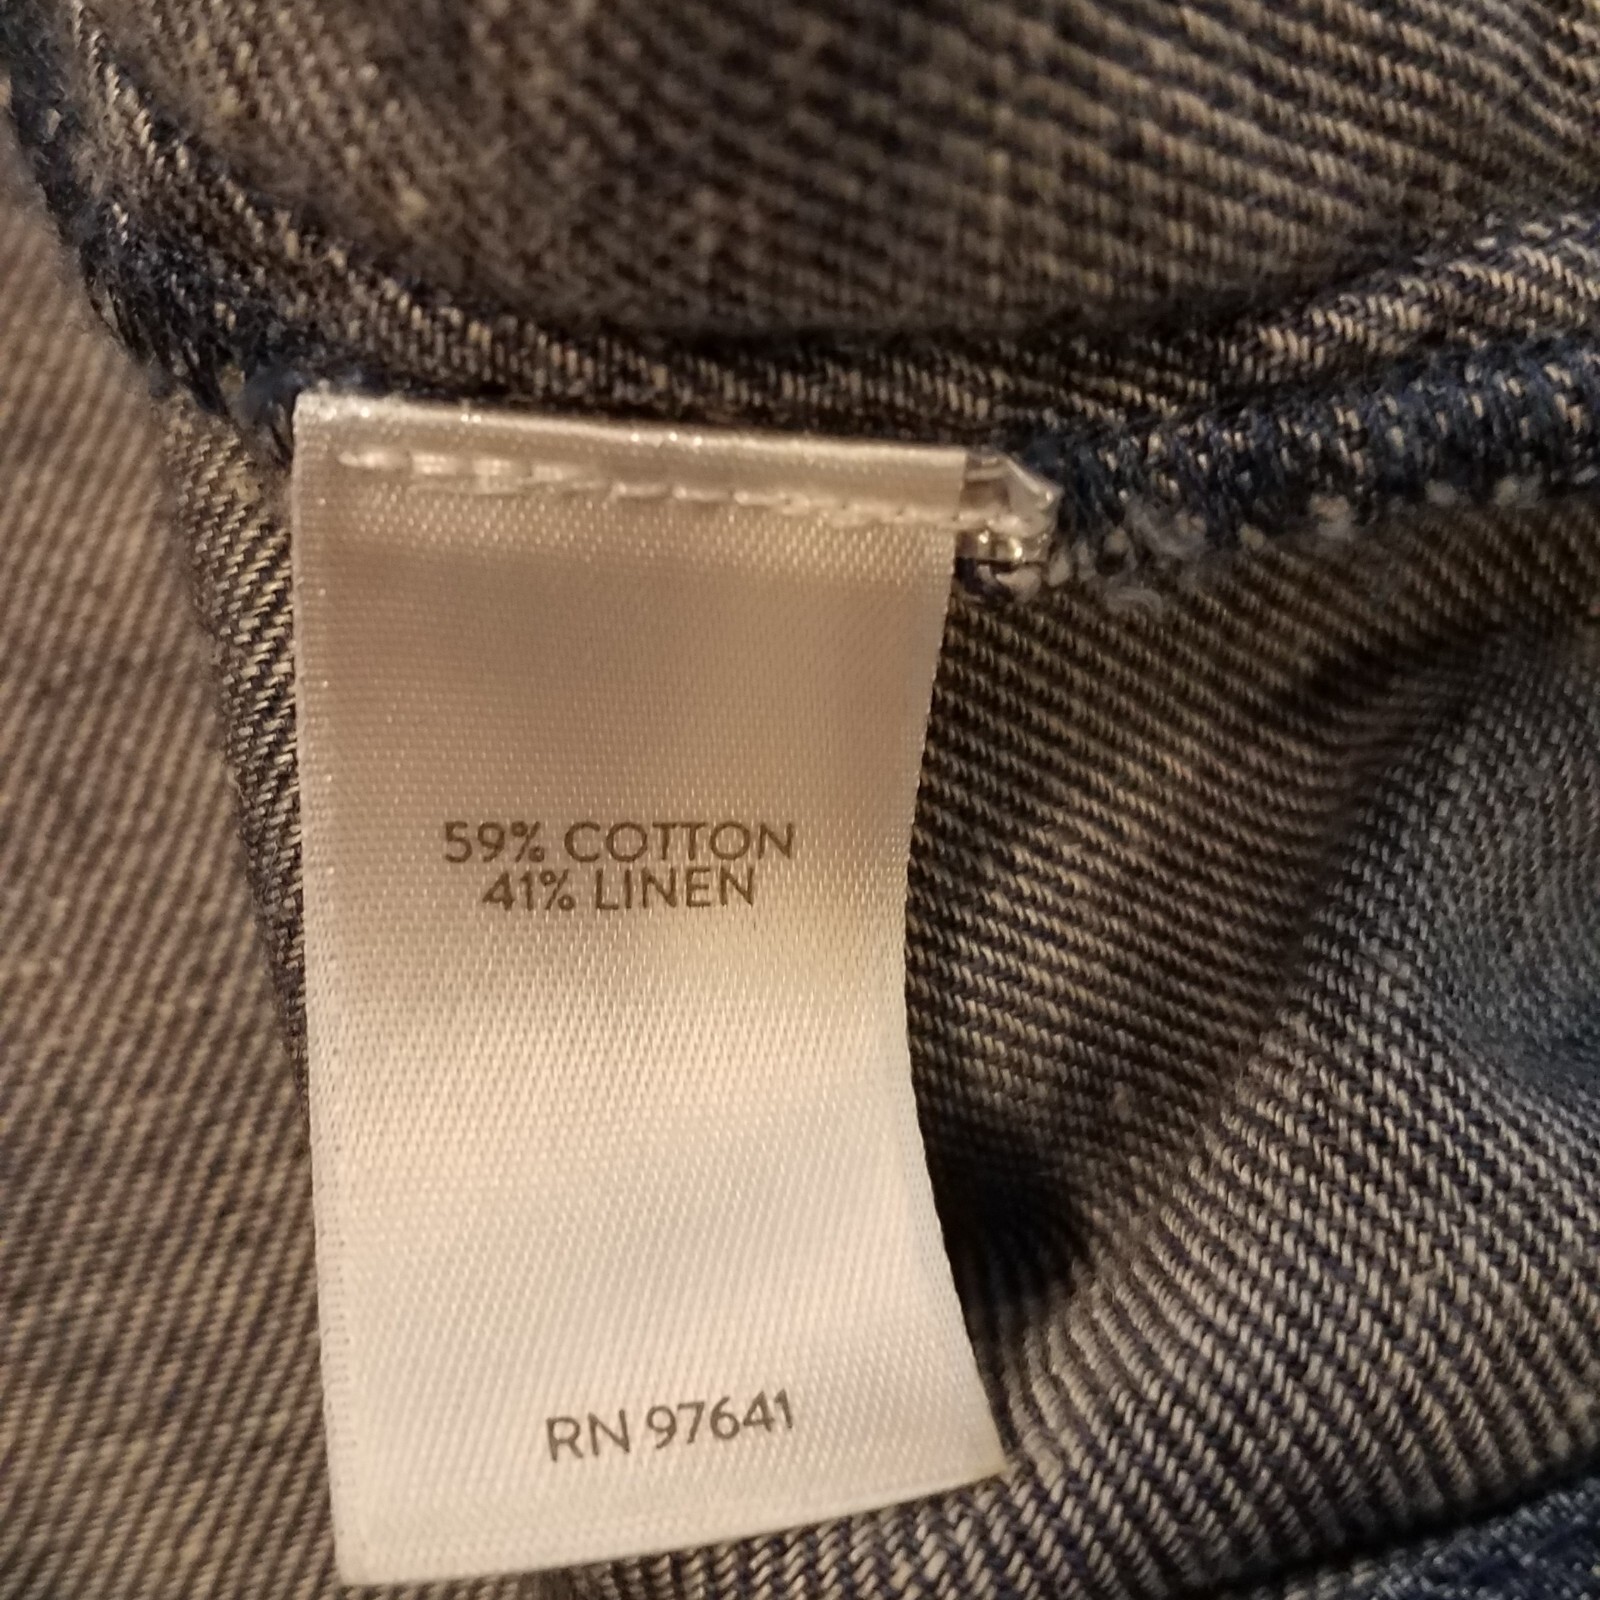 59% COTTON
41% LINEN
RN 97641